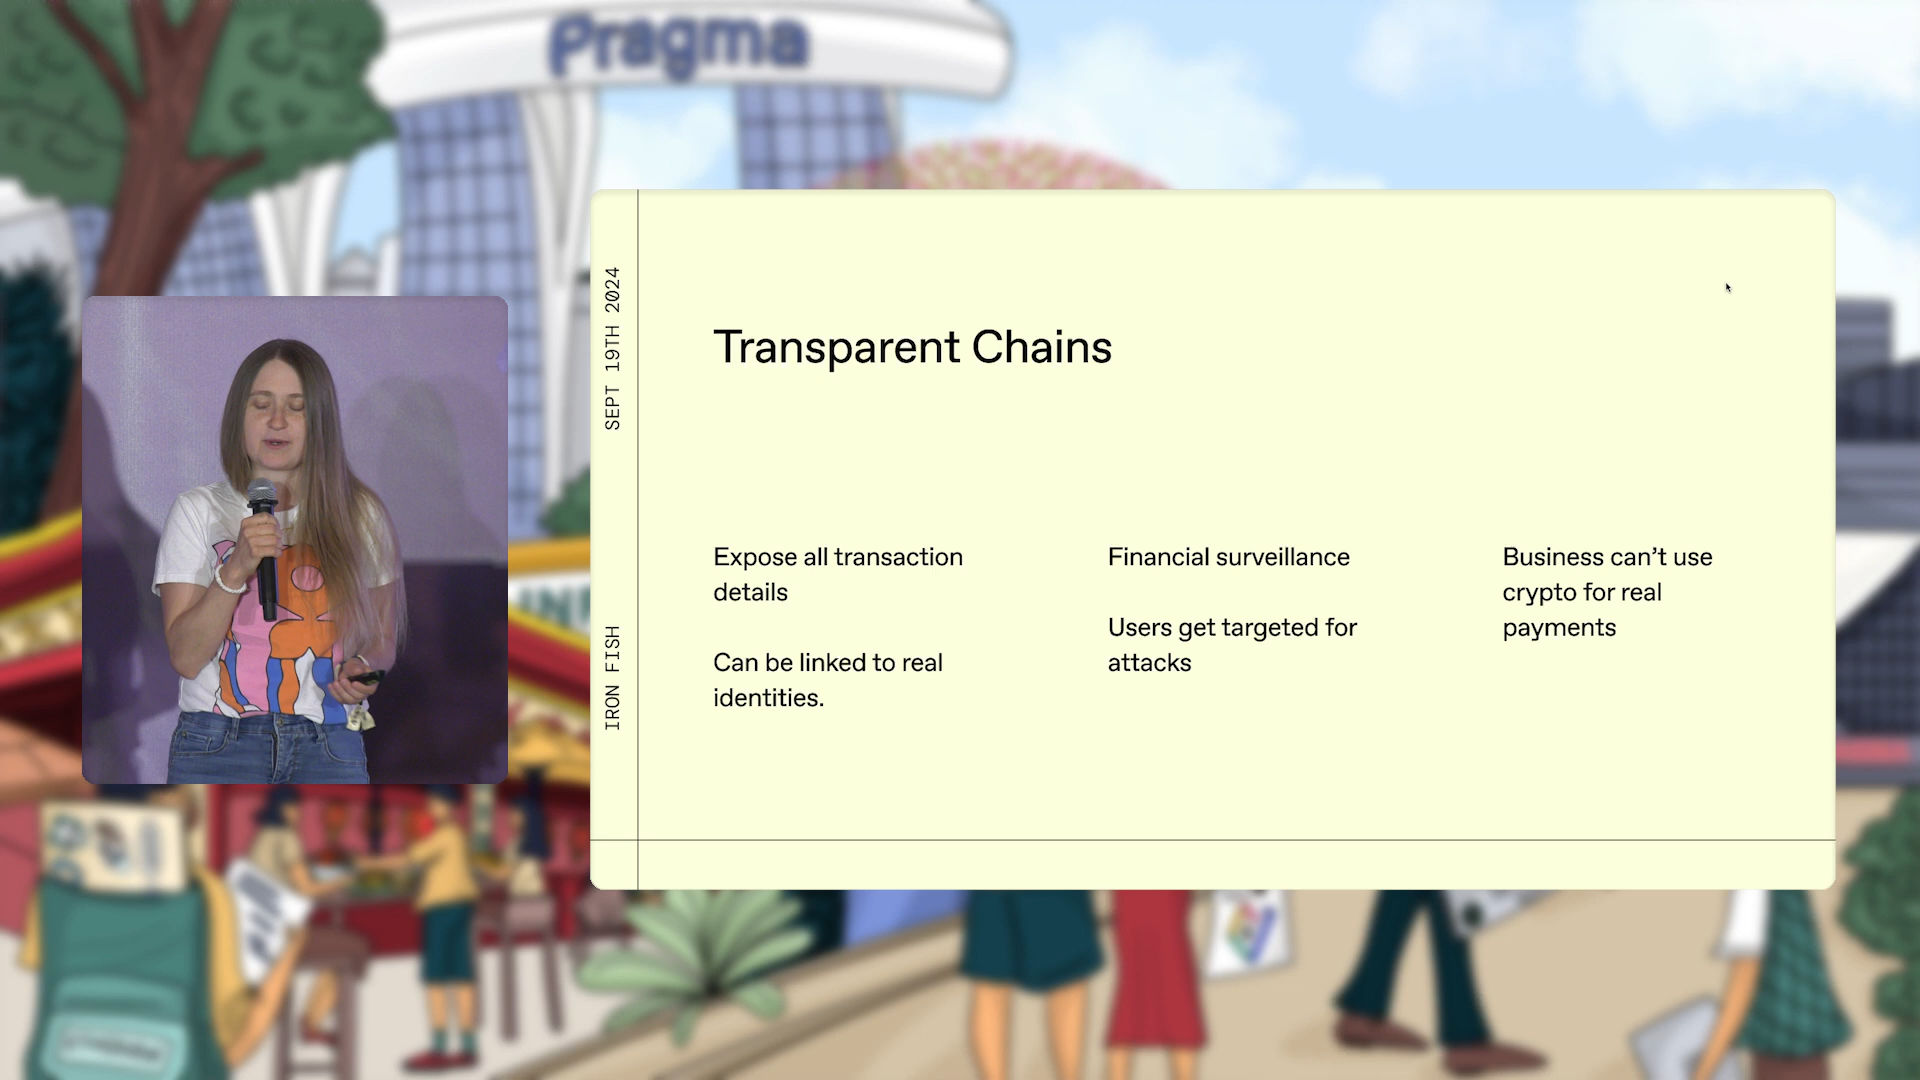 Pragma
SEPT 19TH 2024
IRON FISH
Transparent Chains
Expose all transaction
details
Can be linked to real
identities.
Financial surveillance
Users get targeted for
attacks
Business can’t use
crypto for real
payments